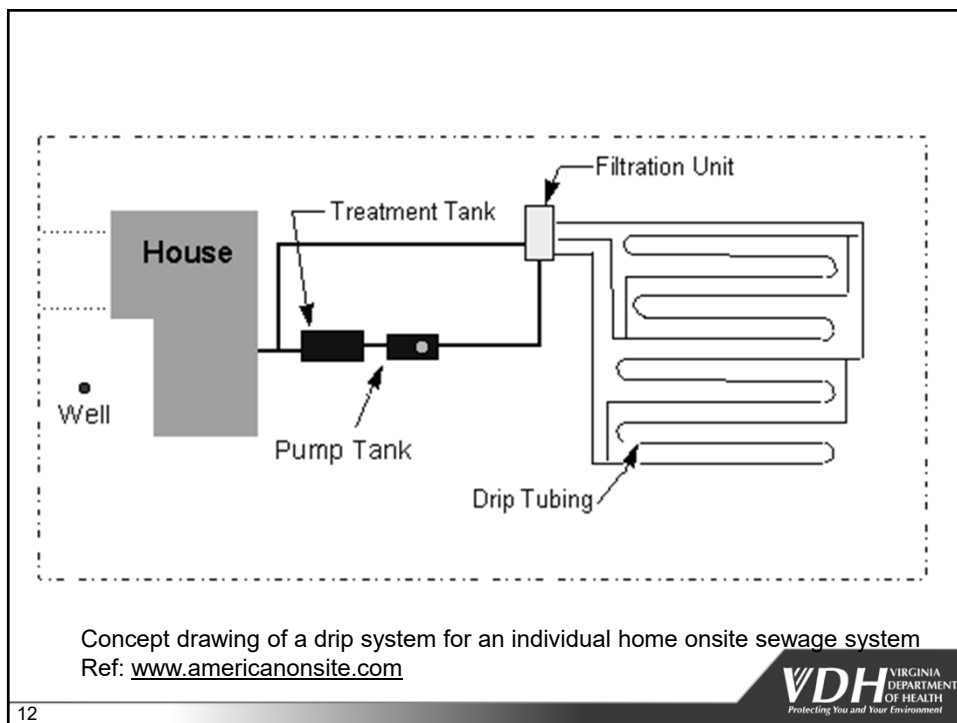 Filtration Unit
Treatment Tank
House
Well
Pump Tank
Drip Tubing
Concept drawing of a drip system for an individual home onsite sewage system
Ref: www.americanonsite.com
VDH VIRGINIA
DEPARTMENT
OF HEALTH
Protecting You and Your Environment
12